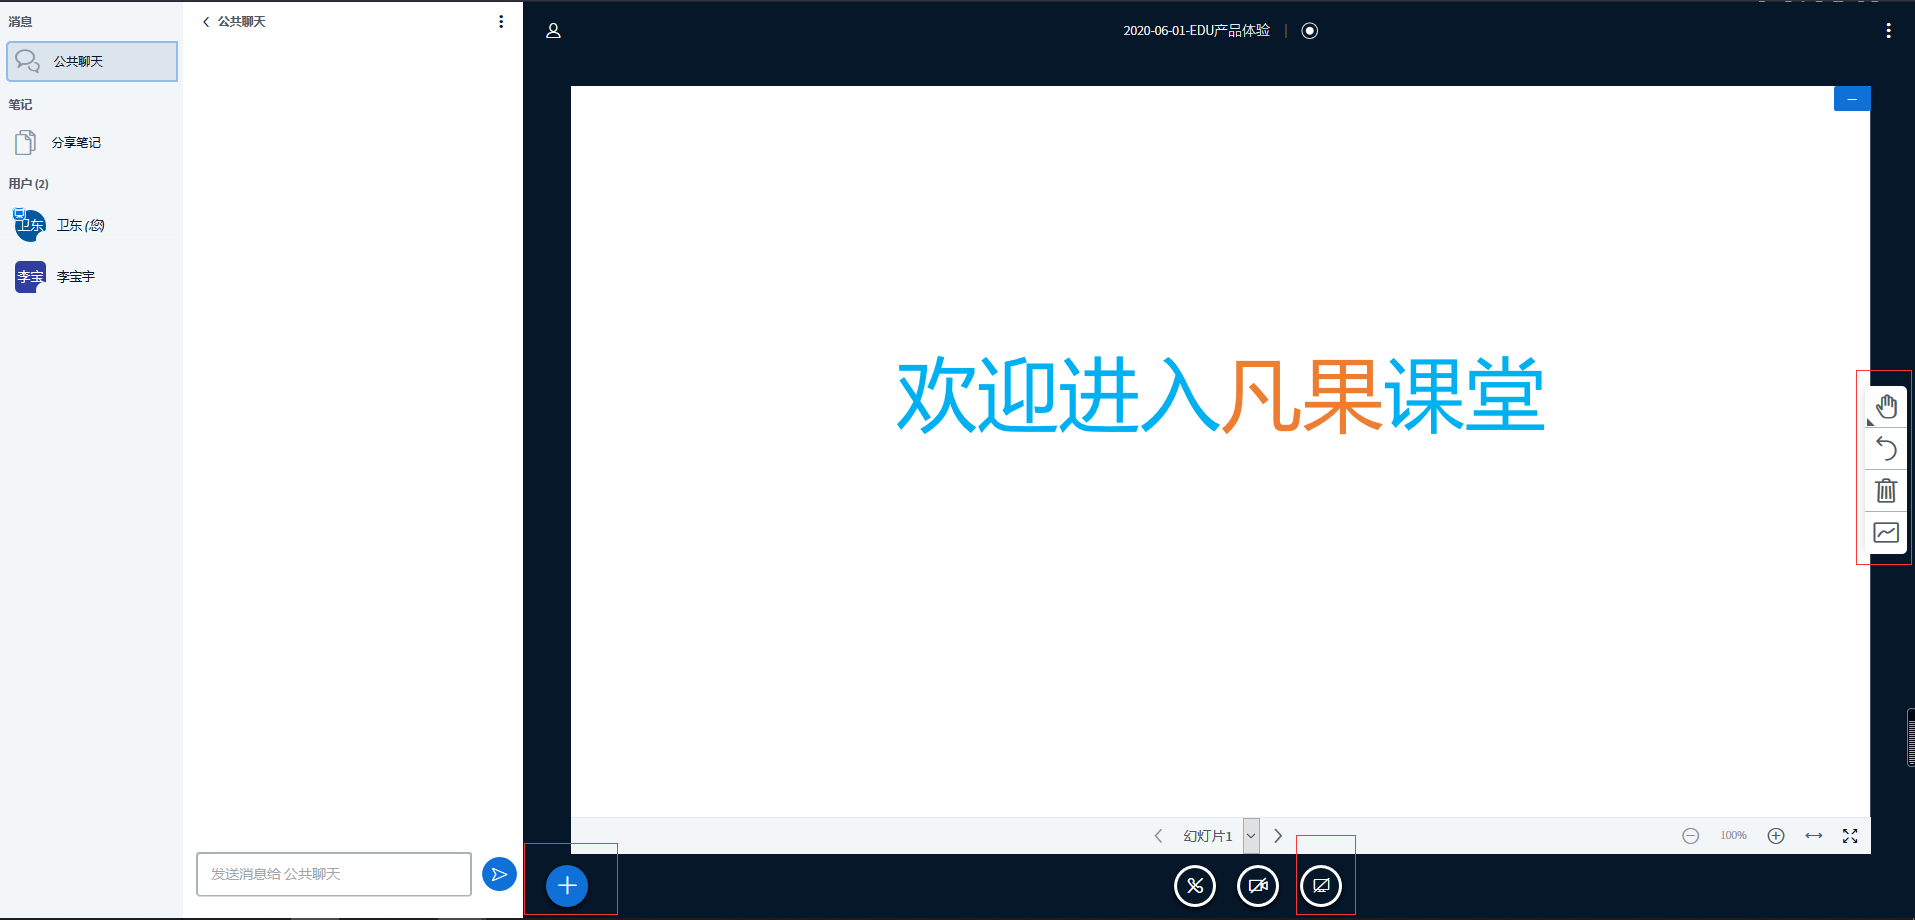 消息
公共聊天
笔记
分享笔记
用户 (2)
卫东
卫东 (您)
李宝
李宝宇
公共聊天
发送消息给 公共聊天
2020-06-01-EDU产品体验
欢迎进入凡果课堂
幻灯片1
100%